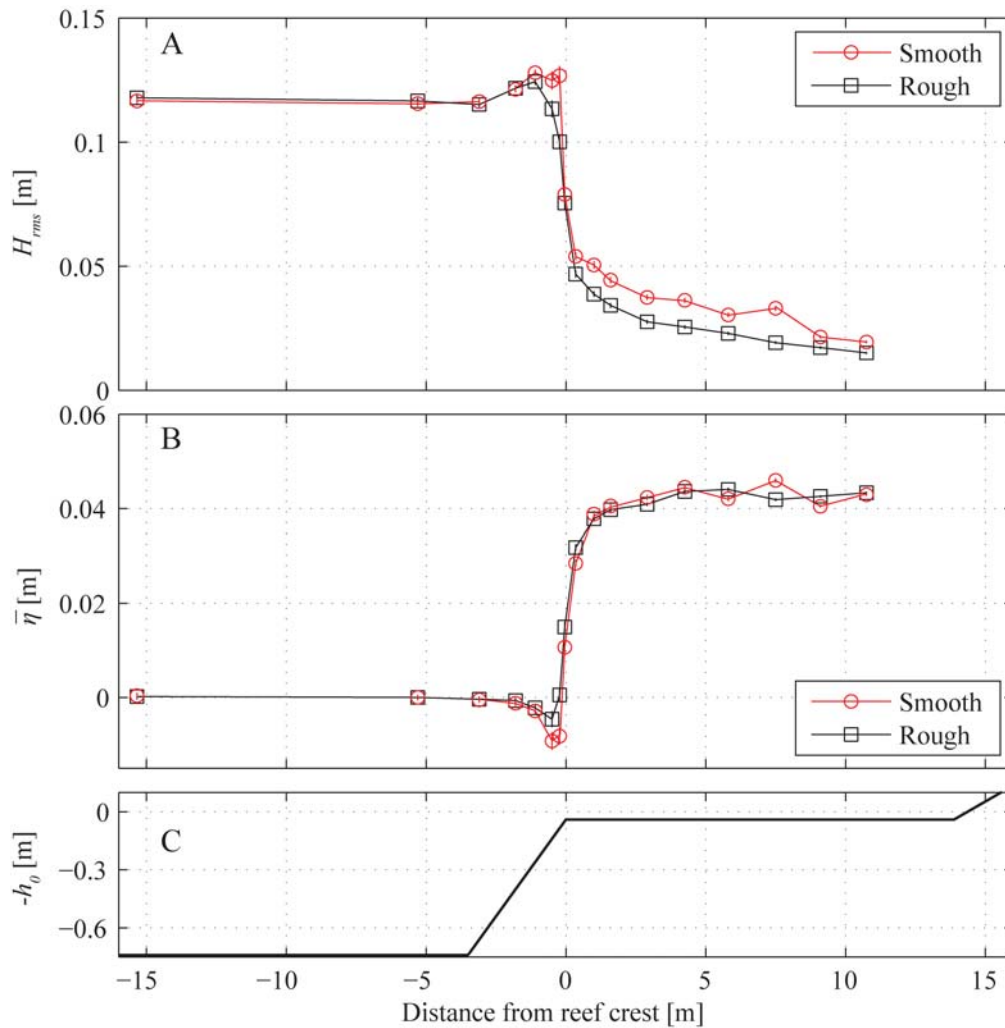 0.15
A
Smooth
Rough
0.1
H_rms [m]
0.05
0
0.06
B
0.04
η̅ [m]
0.02
0
Smooth
Rough
0
C
-h_0 [m]
−0.3
−0.6
−15 −10 −5 0 5 10 15
Distance from reef crest [m]